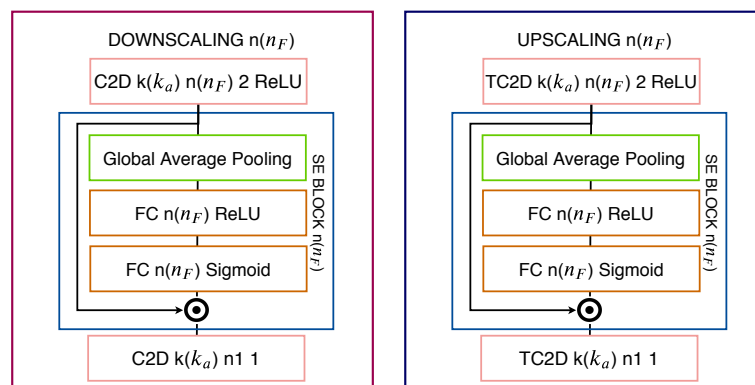 DOWNSCALING n(n_F)
C2D k(k_a) n(n_F) 2 ReLU
Global Average Pooling
FC n(n_F) ReLU
FC n(n_F) Sigmoid
SE BLOCK n(n_F)
C2D k(k_a) n1 1
UPSCALING n(n_F)
TC2D k(k_a) n(n_F) 2 ReLU
Global Average Pooling
FC n(n_F) ReLU
FC n(n_F) Sigmoid
SE BLOCK n(n_F)
TC2D k(k_a) n1 1